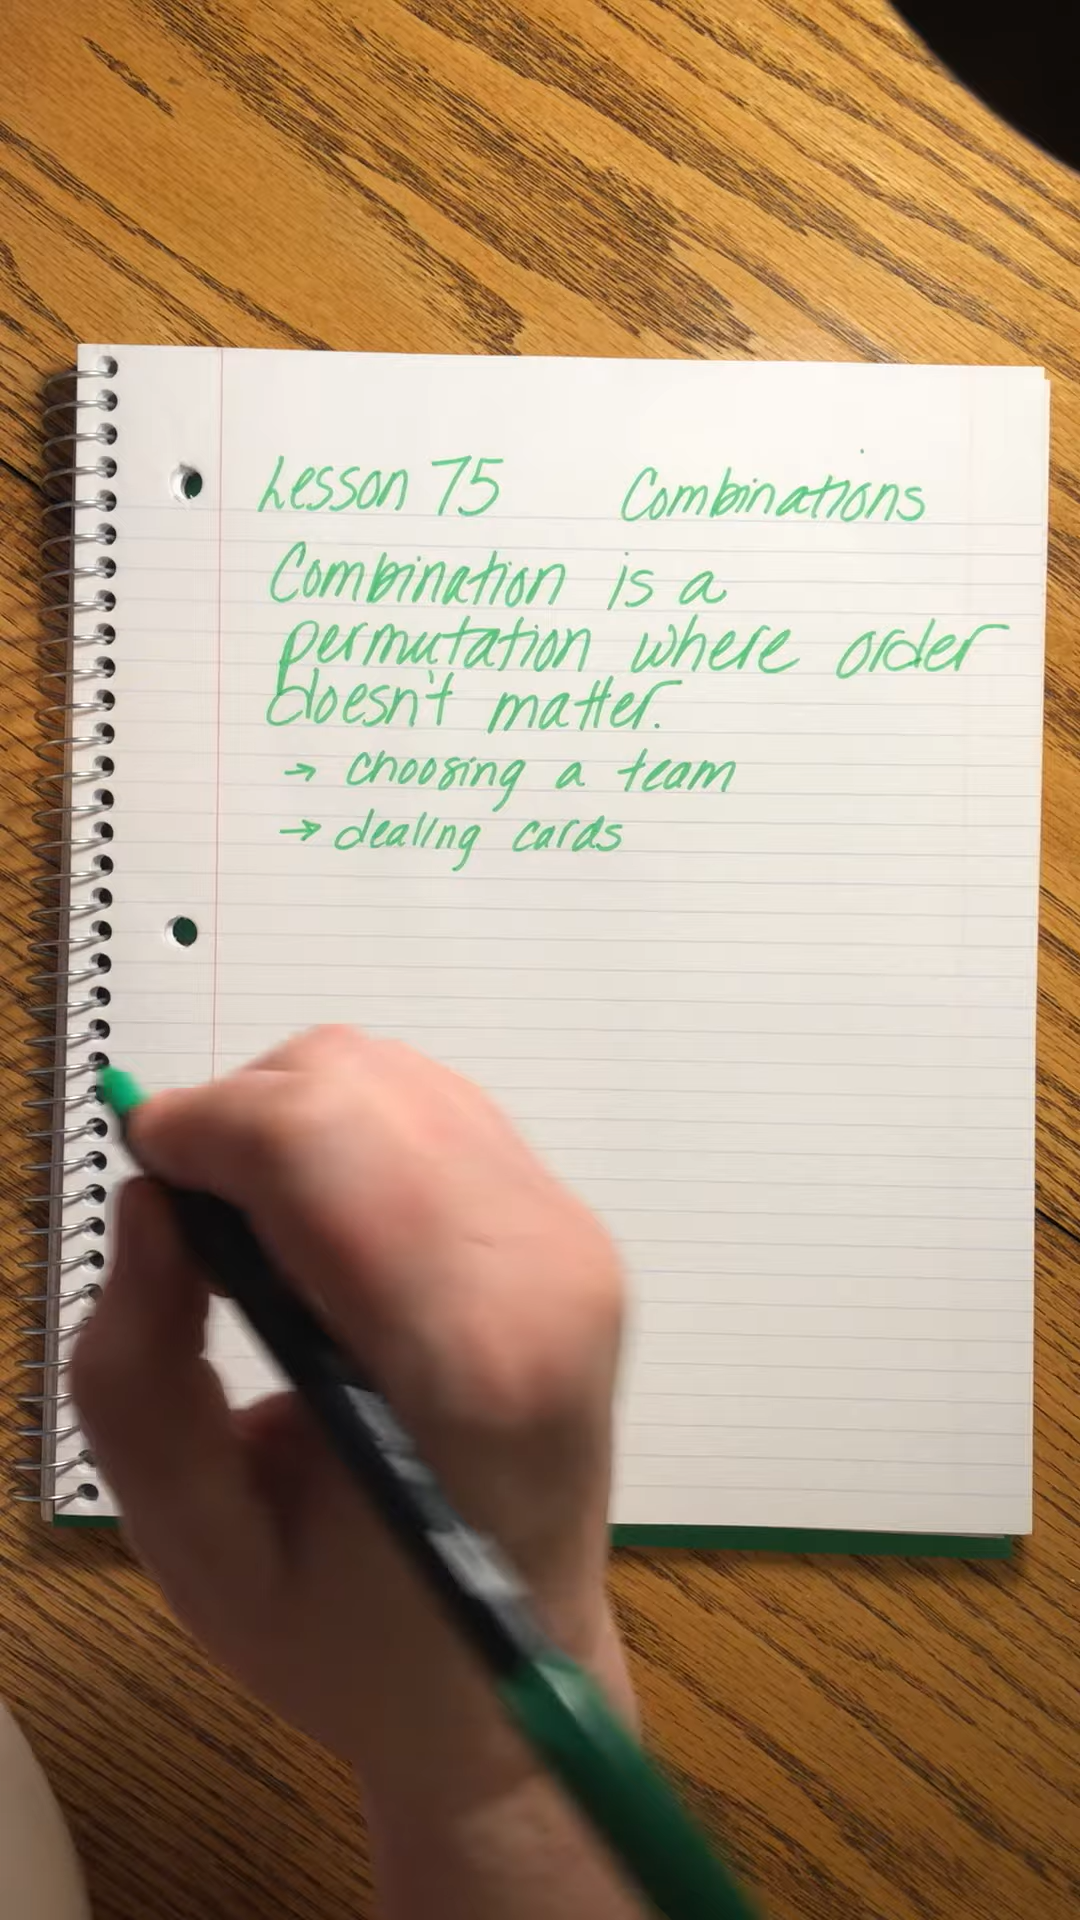 Lesson 75 Combinations
Combination is a
permutation where order
doesn't matter.
→ choosing a team
→ dealing cards